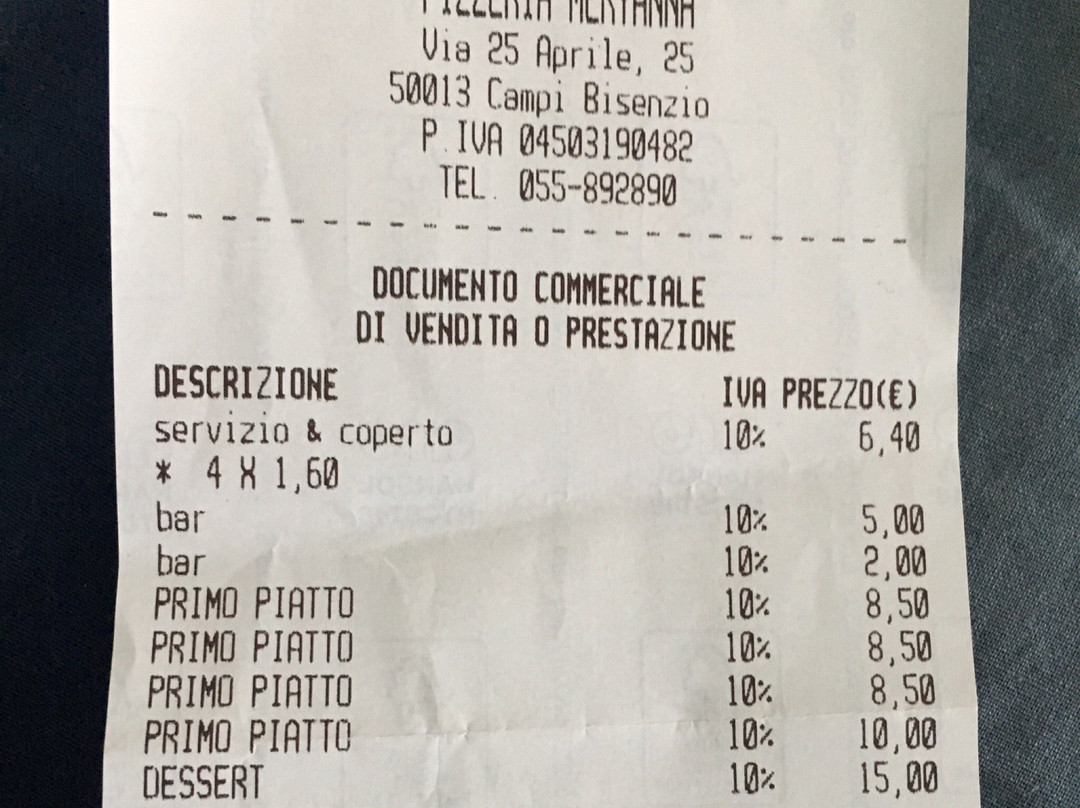 PIZZERIA
Via 25 Aprile, 25
50013 Campi Bisenzio
P.IVA 04503190482
TEL. 055-892890
DOCUMENTO COMMERCIALE
DI VENDITA O PRESTAZIONE
DESCRIZIONE IVA PREZZO(€)
servizio & coperto 10% 6,40
* 4 X 1,60
bar 10% 5,00
bar 10% 2,00
PRIMO PIATTO 10% 8,50
PRIMO PIATTO 10% 8,50
PRIMO PIATTO 10% 8,50
PRIMO PIATTO 10% 10,00
DESSERT 10% 15,00